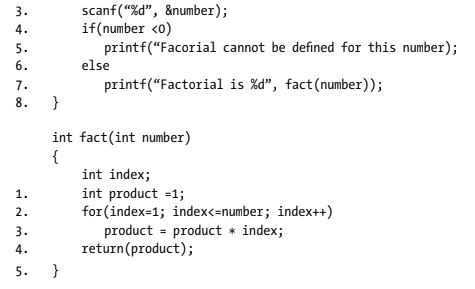 3. scanf(“%d”, &number);
4. if(number <0)
5. printf(“Facorial cannot be defined for this number);
6. else
7. printf(“Factorial is %d”, fact(number));
8. }
int fact(int number)
{
int index;
1. int product =1;
2. for(index=1; index<=number; index++)
3. product = product * index;
4. return(product);
5. }